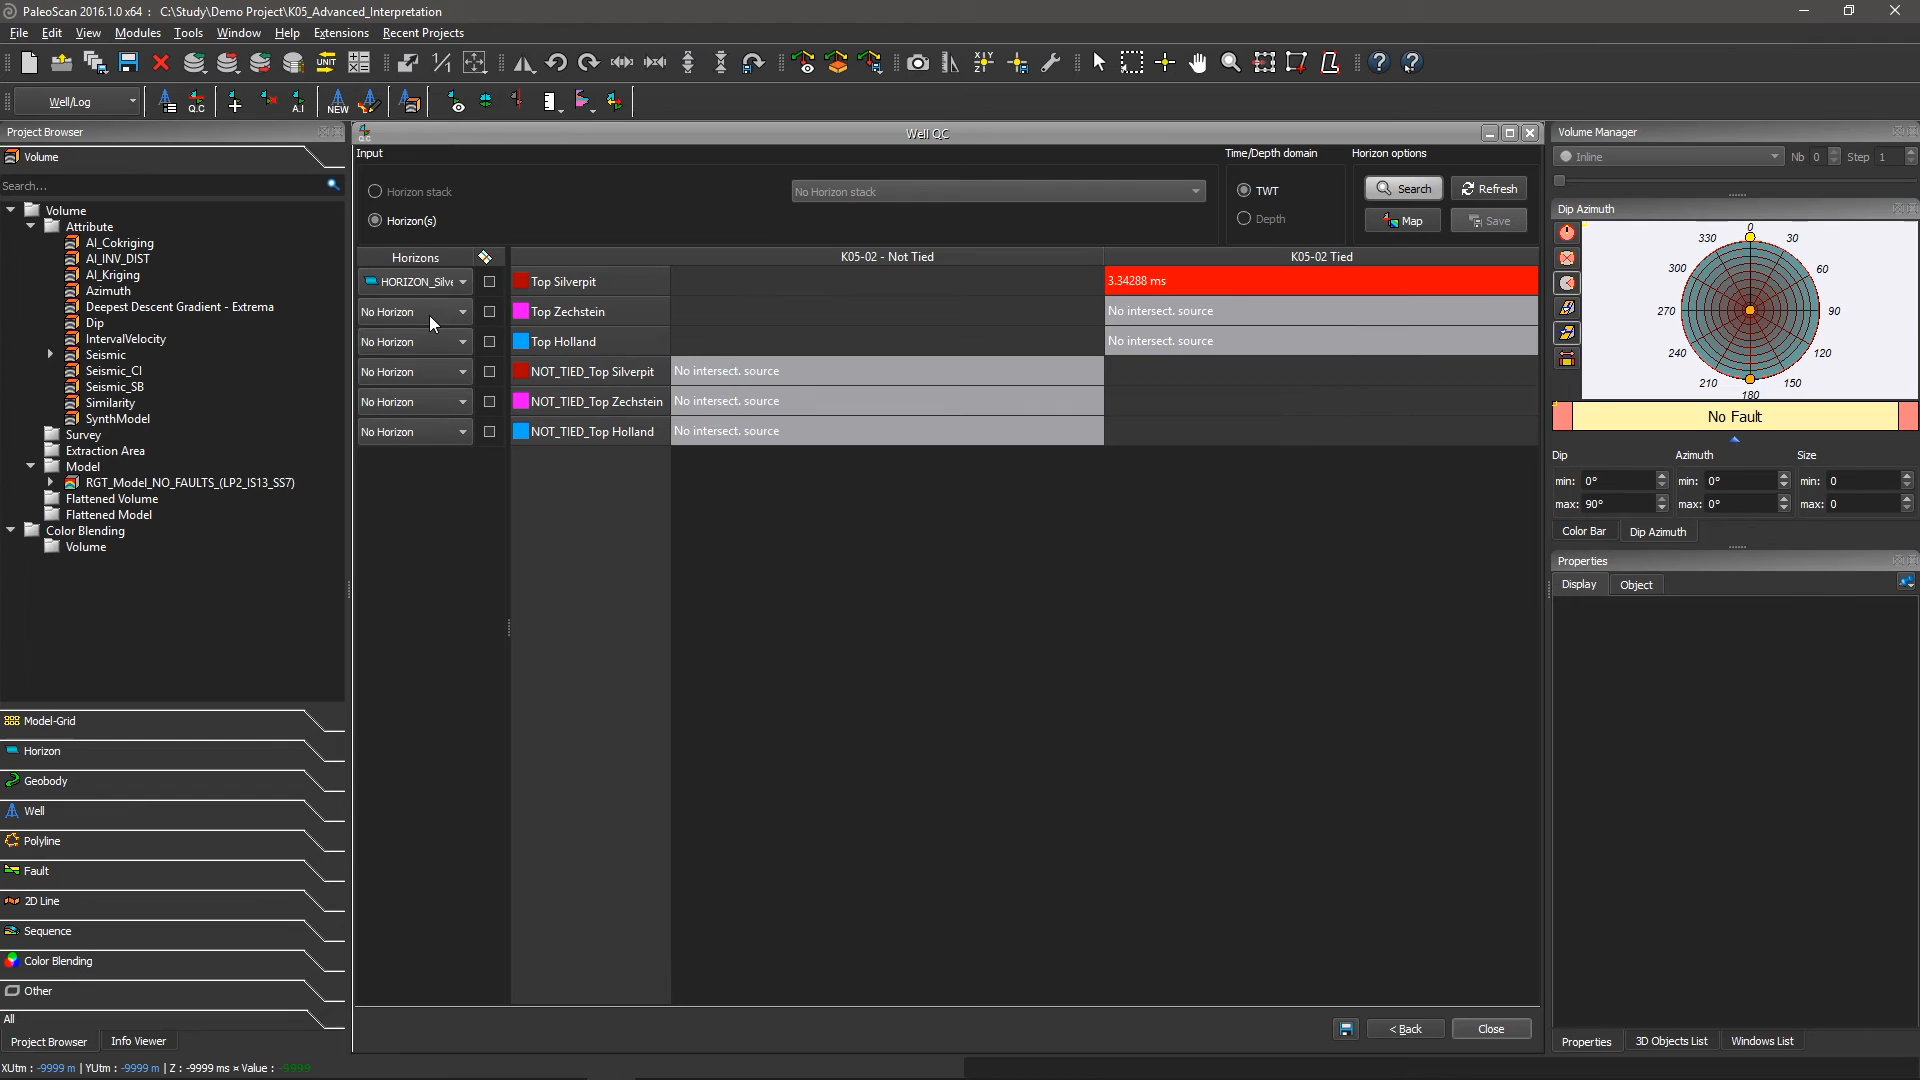 PaleoScan 2016.1.0 x64 : C:\Study\Demo Project\K05_Advanced_Interpretation
File Edit View Modules Tools Window Help Extensions Recent Projects
UNIT
Well/Log
Q.C
A.I
NEW
Project Browser
Volume
Search...
Volume
Attribute
AI_Cokriging
AI_INV_DIST
AI_Kriging
Azimuth
Deepest Descent Gradient - Extrema
Dip
IntervalVelocity
Seismic
Seismic_CI
Seismic_SB
Similarity
SynthModel
Survey
Extraction Area
Model
RGT_Model_NO_FAULTS_(LP2_IS13_SS7)
Flattened Volume
Flattened Model
Color Blending
Volume
Model-Grid
Horizon
Geobody
Well
Polyline
Fault
2D Line
Sequence
Color Blending
Other
All
Project Browser Info Viewer
XUtm : -9999 m | YUtm : -9999 m | Z : -9999 ms ¤ Value : -9999
Well QC
Input
Horizon stack
No Horizon stack
Horizon(s)
Time/Depth domain
TWT
Depth
Horizon options
Search Refresh
Map Save
Horizons K05-02 - Not Tied K05-02 Tied
HORIZON_Silve Top Silverpit 3.34288 ms
No Horizon Top Zechstein No intersect. source
No Horizon Top Holland No intersect. source
No Horizon NOT_TIED_Top Silverpit No intersect. source
No Horizon NOT_TIED_Top Zechstein No intersect. source
No Horizon NOT_TIED_Top Holland No intersect. source
< Back Close
Volume Manager
Inline Nb 0 Step 1
Dip Azimuth
0
330 30
300 60
270 90
240 120
210 150
180
No Fault
Dip Azimuth Size
min: 0° min: 0° min: 0
max: 90° max: 0° max: 0
Color Bar Dip Azimuth
Properties
Display Object
Properties 3D Objects List Windows List